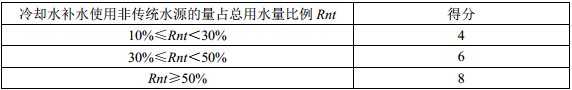 冷却水补水使用非传统水源的量占总用水量比例 Rnt 得分
10%≤Rnt＜30% 4
30%≤Rnt＜50% 6
Rnt≥50% 8